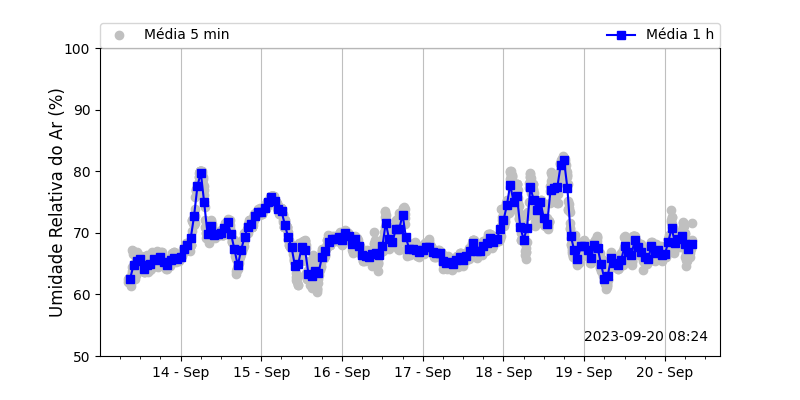 Média 5 min
Média 1 h
Umidade Relativa do Ar (%)
100
90
80
70
60
50
2023-09-20 08:24
14 - Sep
15 - Sep
16 - Sep
17 - Sep
18 - Sep
19 - Sep
20 - Sep